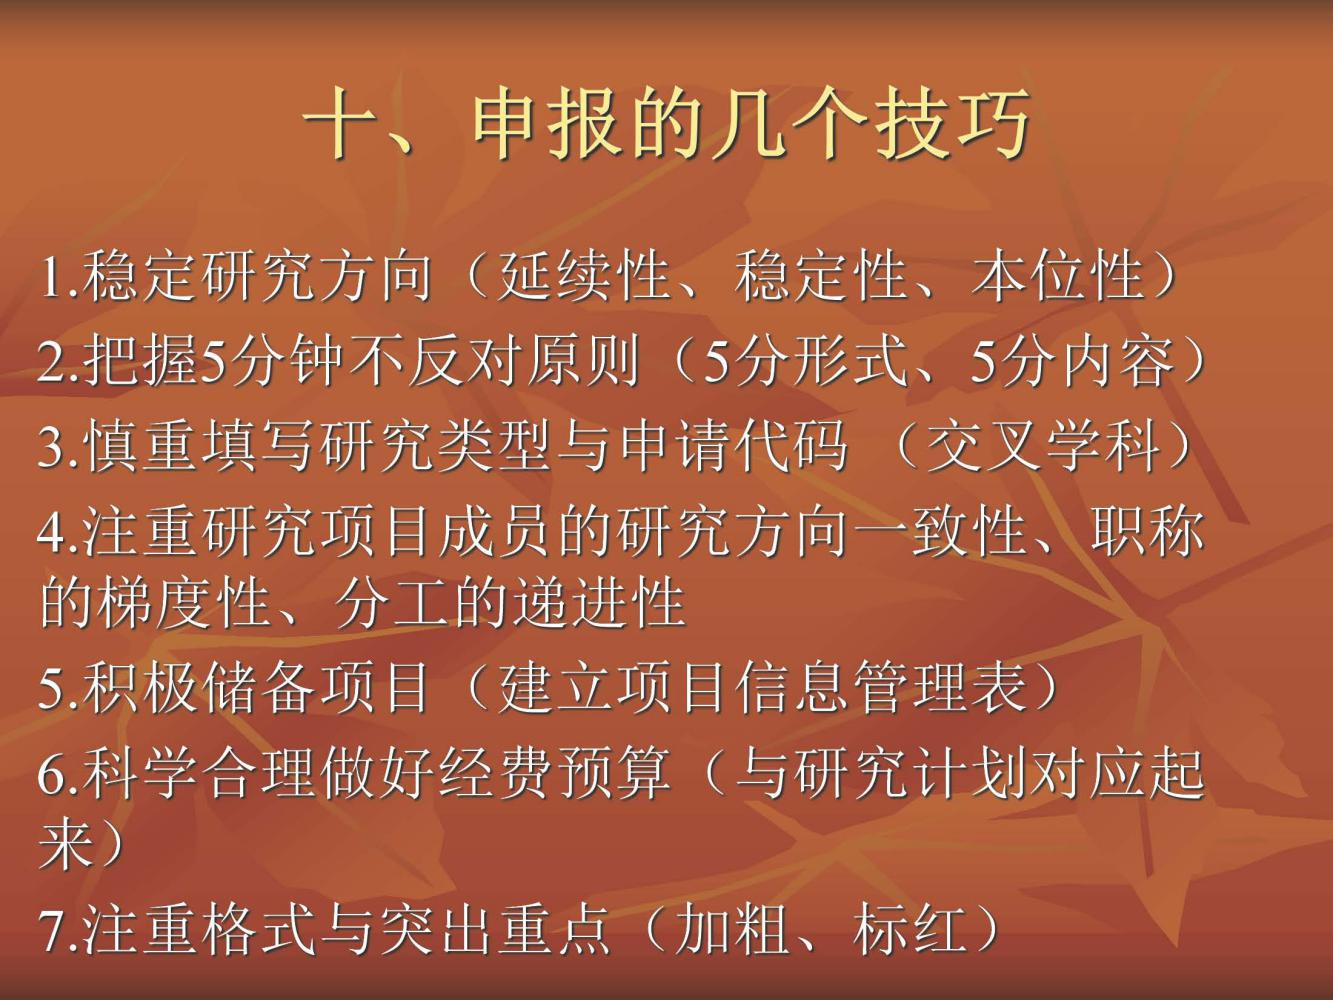 十、申报的几个技巧
1.稳定研究方向（延续性、稳定性、本位性）
2.把握5分钟不反对原则（5分形式、5分内容）
3.慎重填写研究类型与申请代码 （交叉学科）
4.注重研究项目成员的研究方向一致性、职称
的梯度性、分工的递进性
5.积极储备项目（建立项目信息管理表）
6.科学合理做好经费预算（与研究计划对应起
来）
7.注重格式与突出重点（加粗、标红）